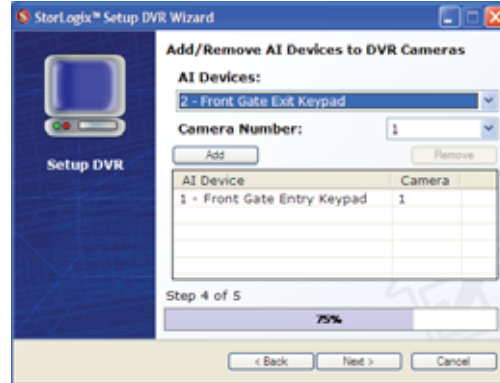 StorLogix™ Setup DVR Wizard
Add/Remove AI Devices to DVR Cameras
AI Devices:
2 - Front Gate Exit Keypad
Camera Number: 1
Add Remove
Setup DVR
AI Device Camera
1 - Front Gate Entry Keypad 1
Step 4 of 5
75%
< Back Next > Cancel